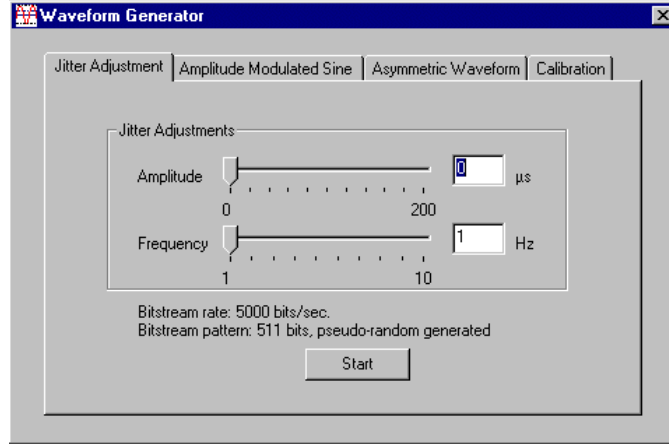 Waveform Generator
Jitter Adjustment Amplitude Modulated Sine Asymmetric Waveform Calibration
Jitter Adjustments
Amplitude 0 µs
0 200
Frequency 1 Hz
1 10
Bitstream rate: 5000 bits/sec.
Bitstream pattern: 511 bits, pseudo-random generated
Start